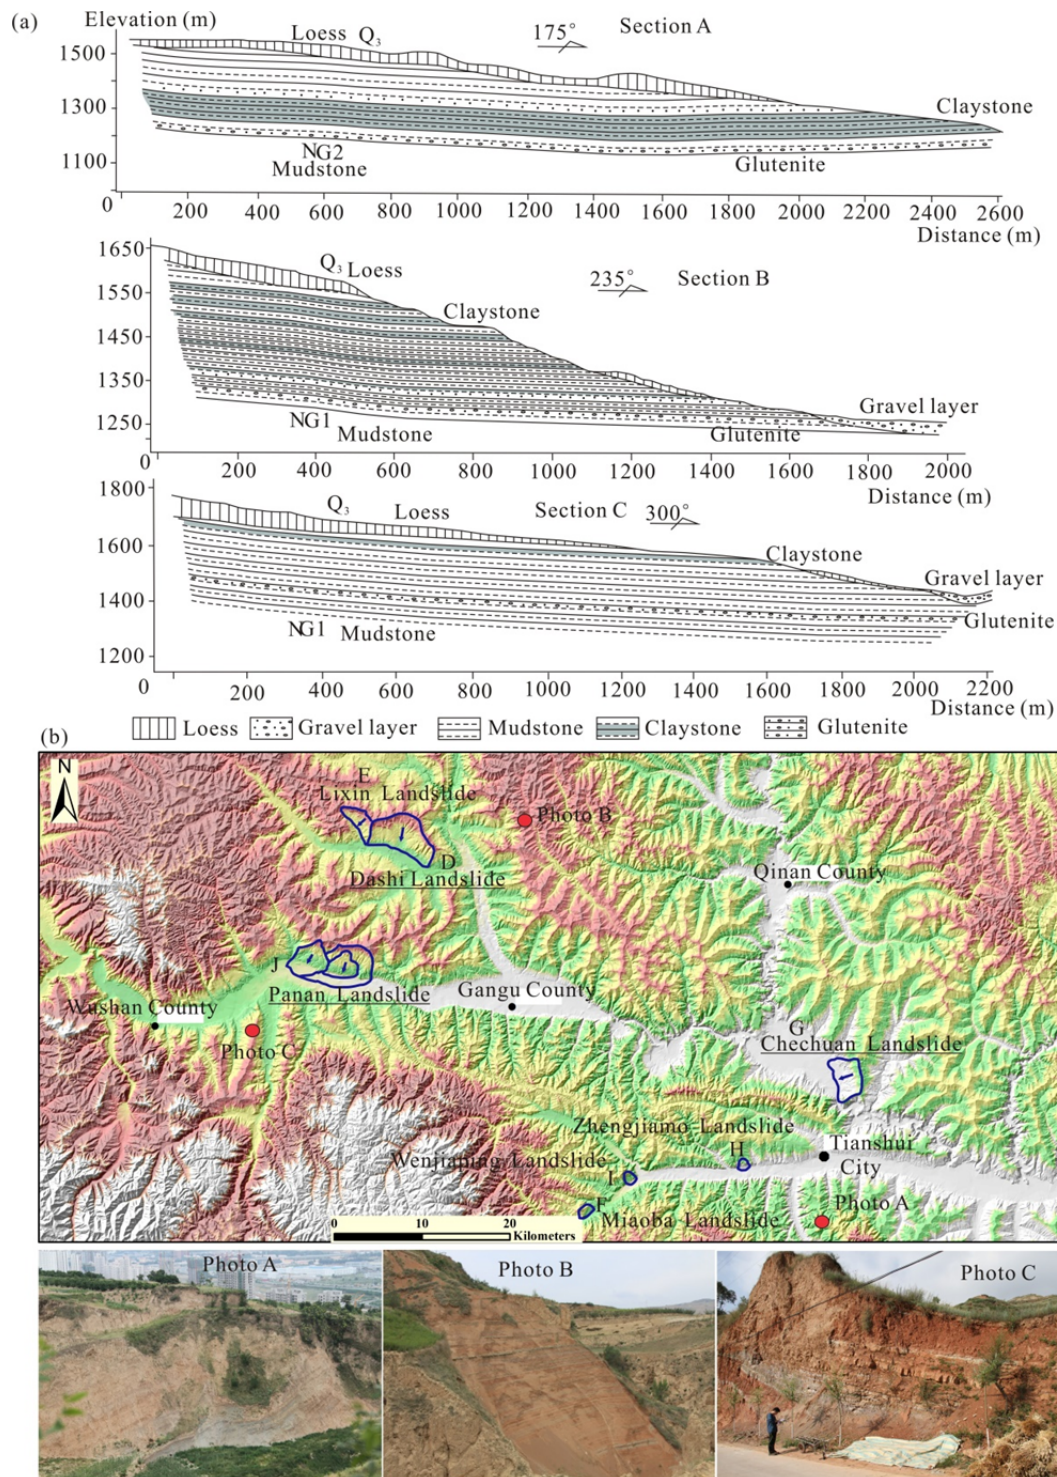 (a)
Elevation (m)
Loess Q3
175°
Section A
1500
1300
1100
0
Claystone
NG2
Mudstone
Glutenite
200 400 600 800 1000 1200 1400 1600 1800 2000 2200 2400 2600
Distance (m)
1650
1550
1450
1350
1250
0
Q3 Loess
235°
Section B
Claystone
Gravel layer
NG1
Mudstone
Glutenite
200 400 600 800 1000 1200 1400 1600 1800 2000
Distance (m)
1800
1600
1400
1200
0
Q3
Loess
Section C
300°
Claystone
Gravel layer
Glutenite
NG1 Mudstone
200 400 600 800 1000 1200 1400 1600 1800 2000 2200
Distance (m)
Loess Gravel layer Mudstone Claystone Glutenite
(b)
N
E
Lixin Landslide
Photo B
D
Dashi Landslide
Qinan County
J
Panan Landslide
Gangu County
Wushan County
Photo C
G
Chechuan Landslide
Zhengjiamo Landslide
H
Tianshui
City
Wenjiaping Landslide
I
F
Miaoba Landslide
Photo A
0 10 20
Kilometers
Photo A
Photo B
Photo C